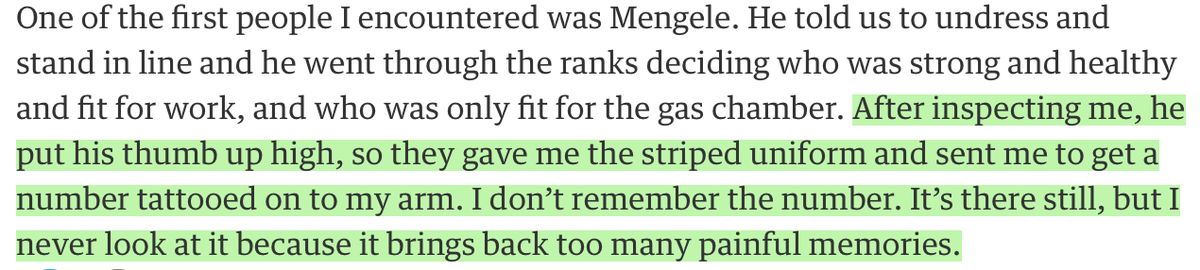 One of the first people I encountered was Mengele. He told us to undress and
stand in line and he went through the ranks deciding who was strong and healthy
and fit for work, and who was only fit for the gas chamber. After inspecting me, he
put his thumb up high, so they gave me the striped uniform and sent me to get a
number tattooed on to my arm. I don’t remember the number. It’s there still, but I
never look at it because it brings back too many painful memories.